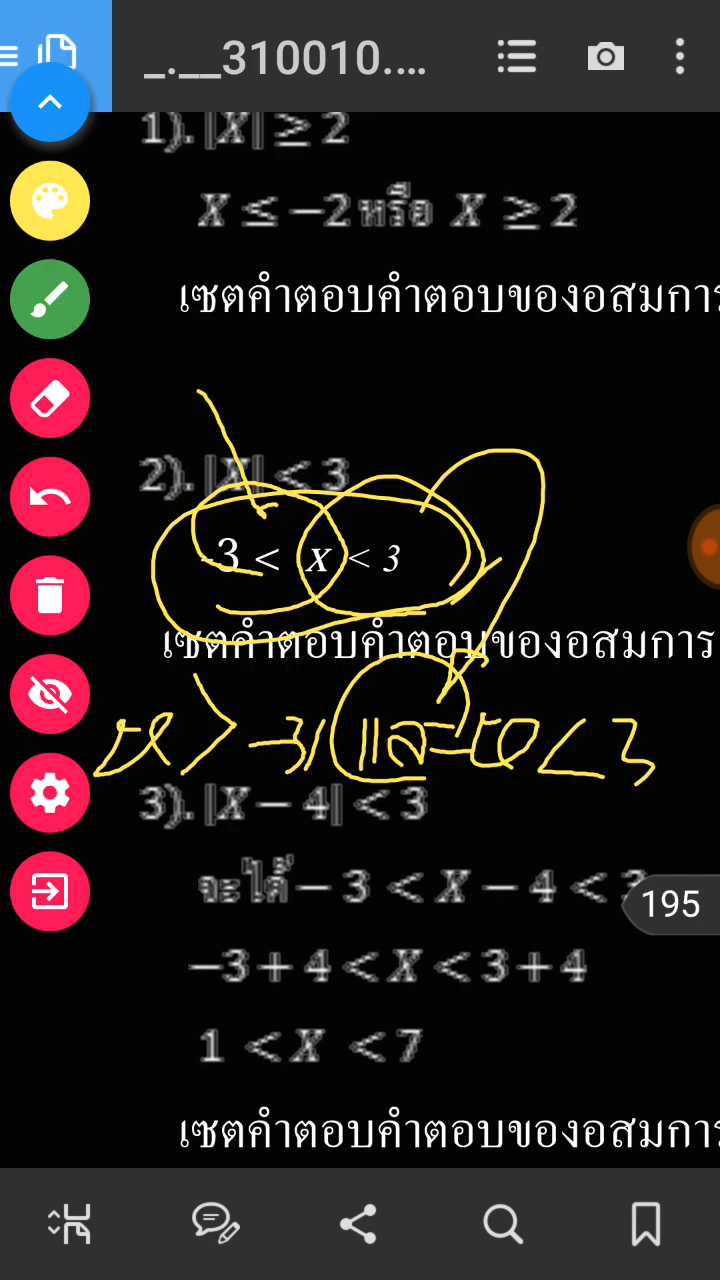 _.__310010....
1). |X| ≥ 2
X ≤ −2 หรือ X ≥ 2
เซตคำตอบคำตอบของอสมการ
2). |X| < 3
-3 < x < 3
เซตคำตอบคำตอบของอสมการ
x > -3 และ x < 3
3). |X − 4| < 3
จะได้ − 3 < X − 4 < 3
195
−3 + 4 < X < 3 + 4
1 < X < 7
เซตคำตอบคำตอบของอสมการ